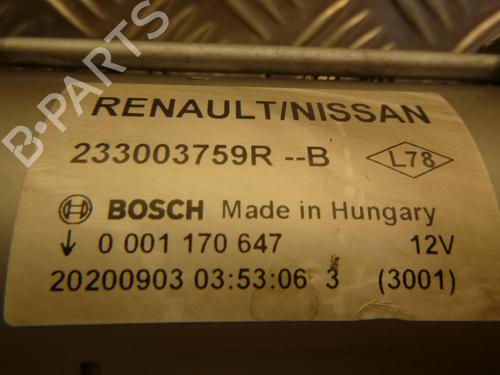 RENAULT/NISSAN
233003759R --B L78
BOSCH Made in Hungary
0 001 170 647 12V
20200903 03:53:06 3 (3001)
B-PARTS